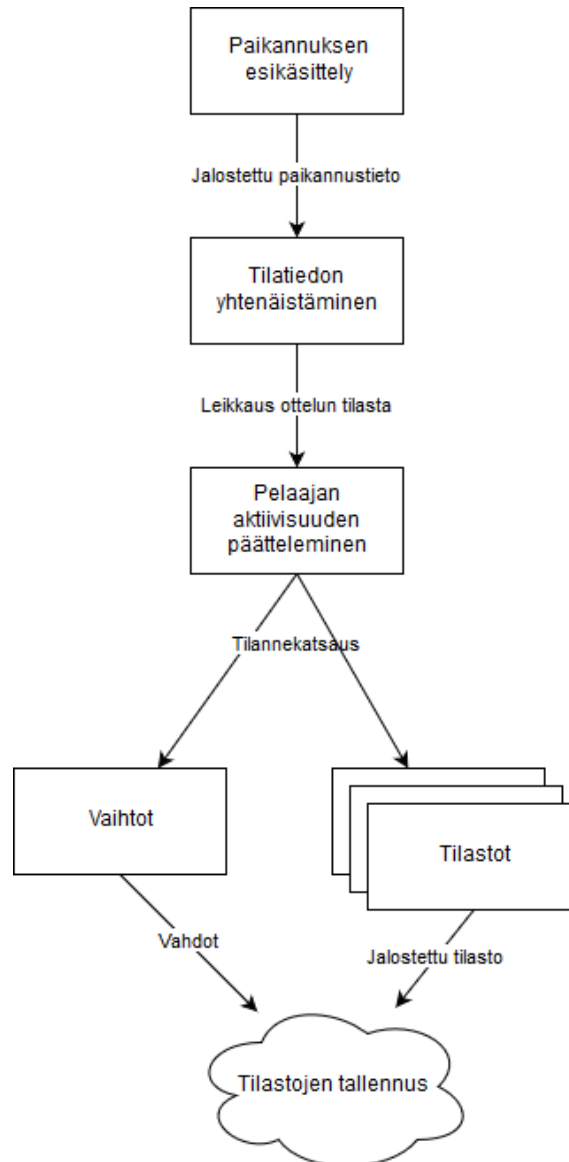 Paikannuksen
esikäsittely
Jalostettu paikannustieto
Tilatiedon
yhtenäistäminen
Leikkaus ottelun tilasta
Pelaajan
aktiivisuuden
päätteleminen
Tilannekatsaus
Vaihtot
Tilastot
Vahdot
Jalostettu tilasto
Tilastojen tallennus